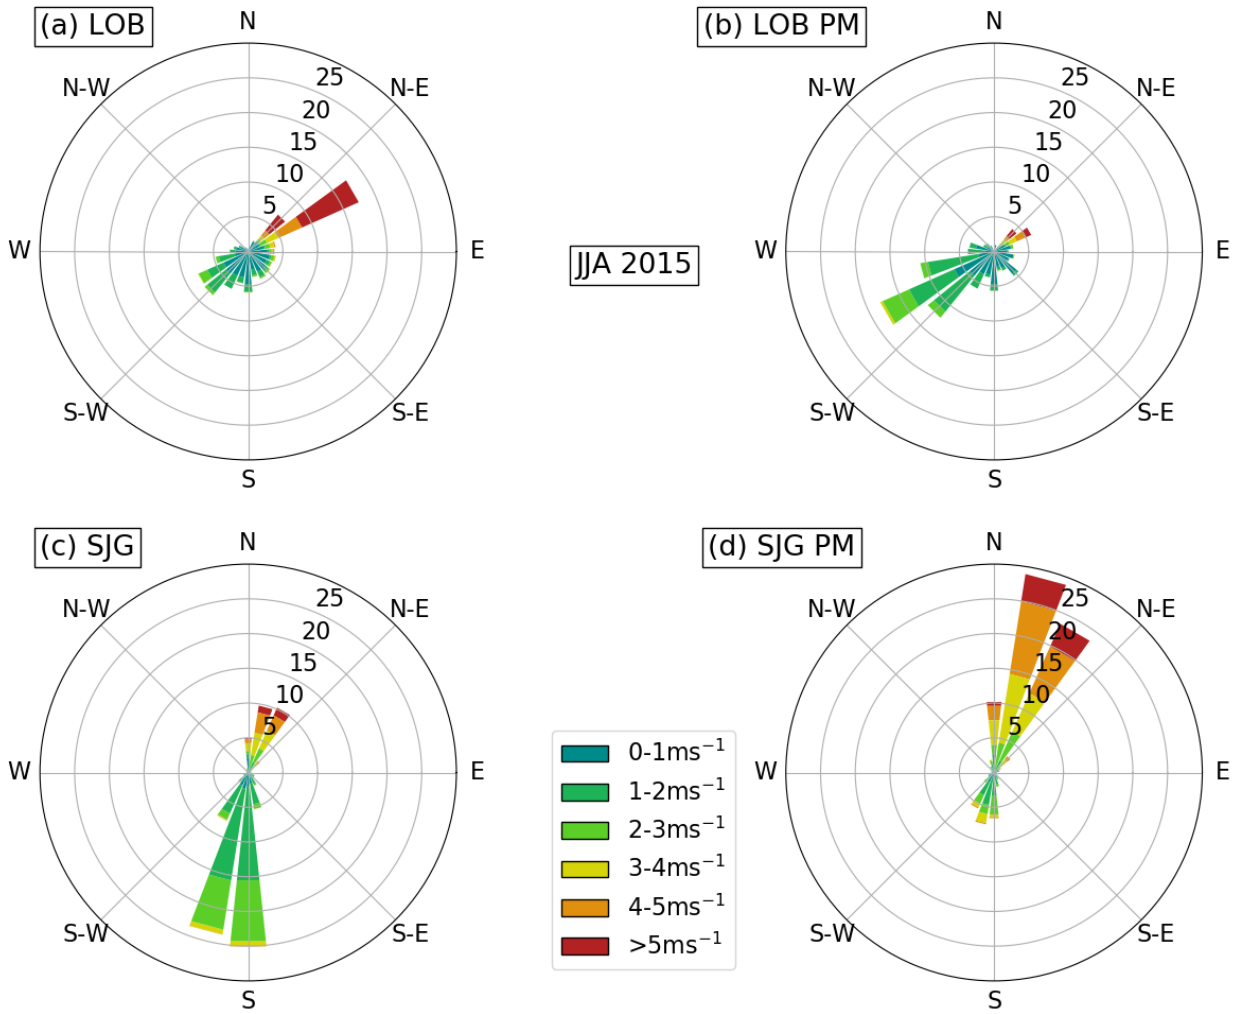 (a) LOB
N
N-W
N-E
W
E
S-W
S-E
S
25
20
15
10
5
(b) LOB PM
N
N-W
N-E
W
E
S-W
S-E
S
25
20
15
10
5
JJA 2015
(c) SJG
N
N-W
N-E
W
E
S-W
S-E
S
25
20
15
10
5
(d) SJG PM
N
N-W
N-E
W
E
S-W
S-E
S
25
20
15
10
5
0-1ms⁻¹
1-2ms⁻¹
2-3ms⁻¹
3-4ms⁻¹
4-5ms⁻¹
>5ms⁻¹